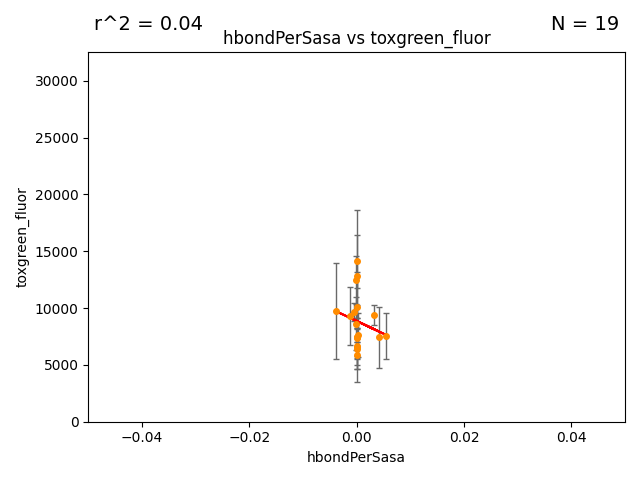 r^2 = 0.04
N = 19
hbondPerSasa vs toxgreen_fluor
30000
25000
20000
15000
10000
5000
0
toxgreen_fluor
−0.04
−0.02
0.00
0.02
0.04
hbondPerSasa